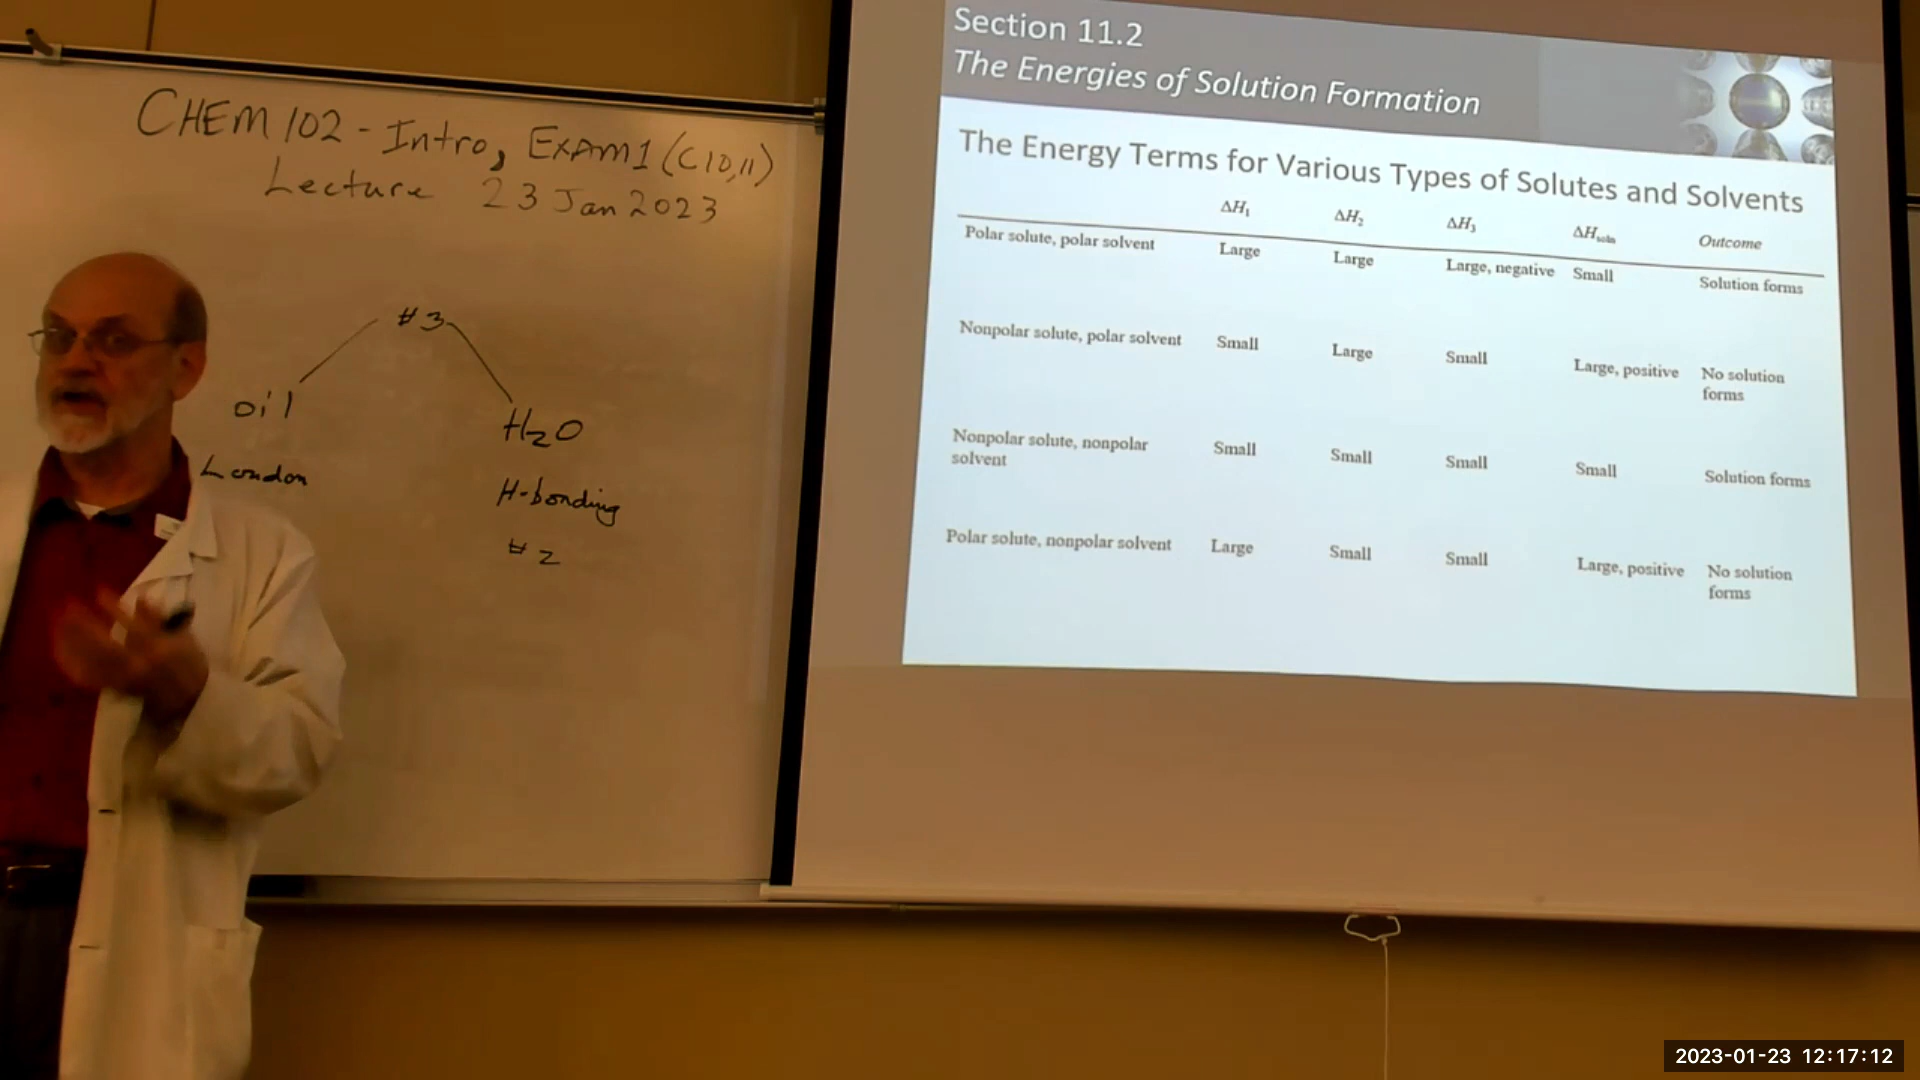 CHEM 102 - Intro, EXAM 1 (C10,11)
Lecture 23 Jan 2023
#3
oil
H2O
London
H-bonding
#2
Section 11.2
The Energies of Solution Formation
The Energy Terms for Various Types of Solutes and Solvents
ΔH₁ ΔH₂ ΔH₃ ΔHsoln Outcome
Polar solute, polar solvent Large Large Large, negative Small Solution forms
Nonpolar solute, polar solvent Small Large Small Large, positive No solution
forms
Nonpolar solute, nonpolar
solvent Small Small Small Small Solution forms
Polar solute, nonpolar solvent Large Small Small Large, positive No solution
forms
2023-01-23 12:17:12